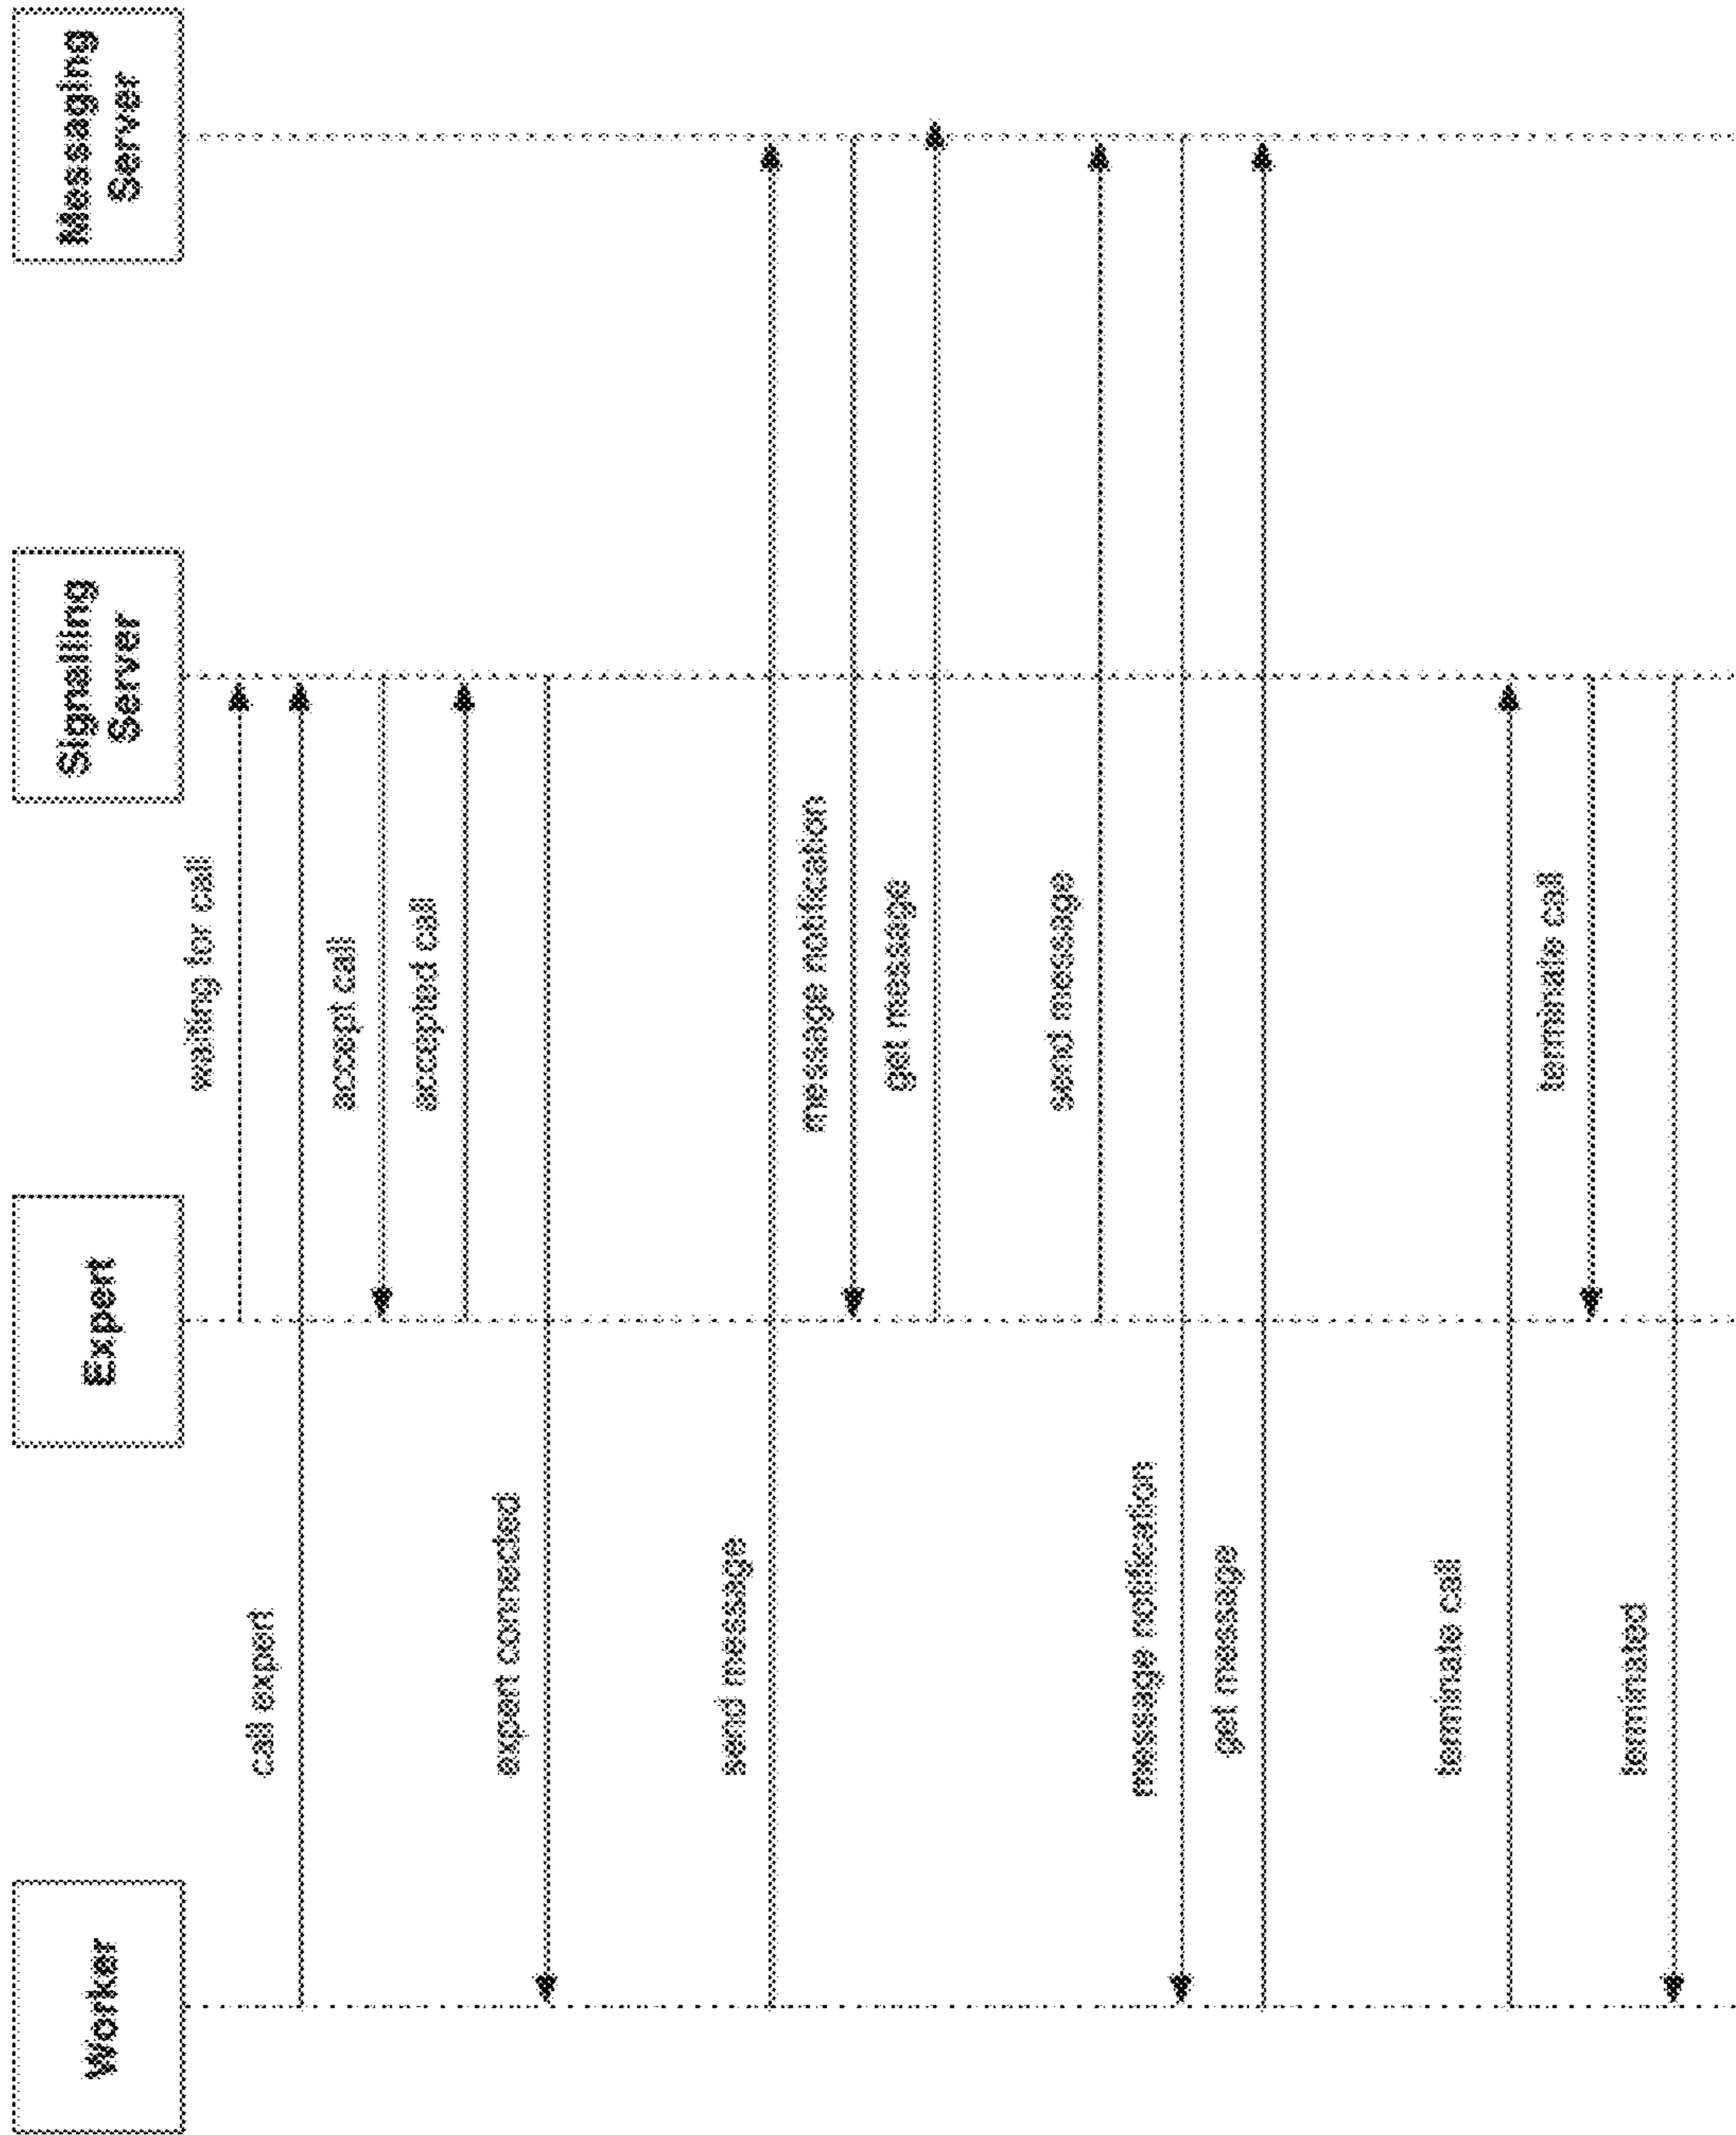 Worker
Expert
Signalling
Server
Messaging
Server
waiting for call
call expert
accept call
accepted call
expert connected
send message
message notification
get message
send message
message notification
get message
terminate call
terminate call
terminated